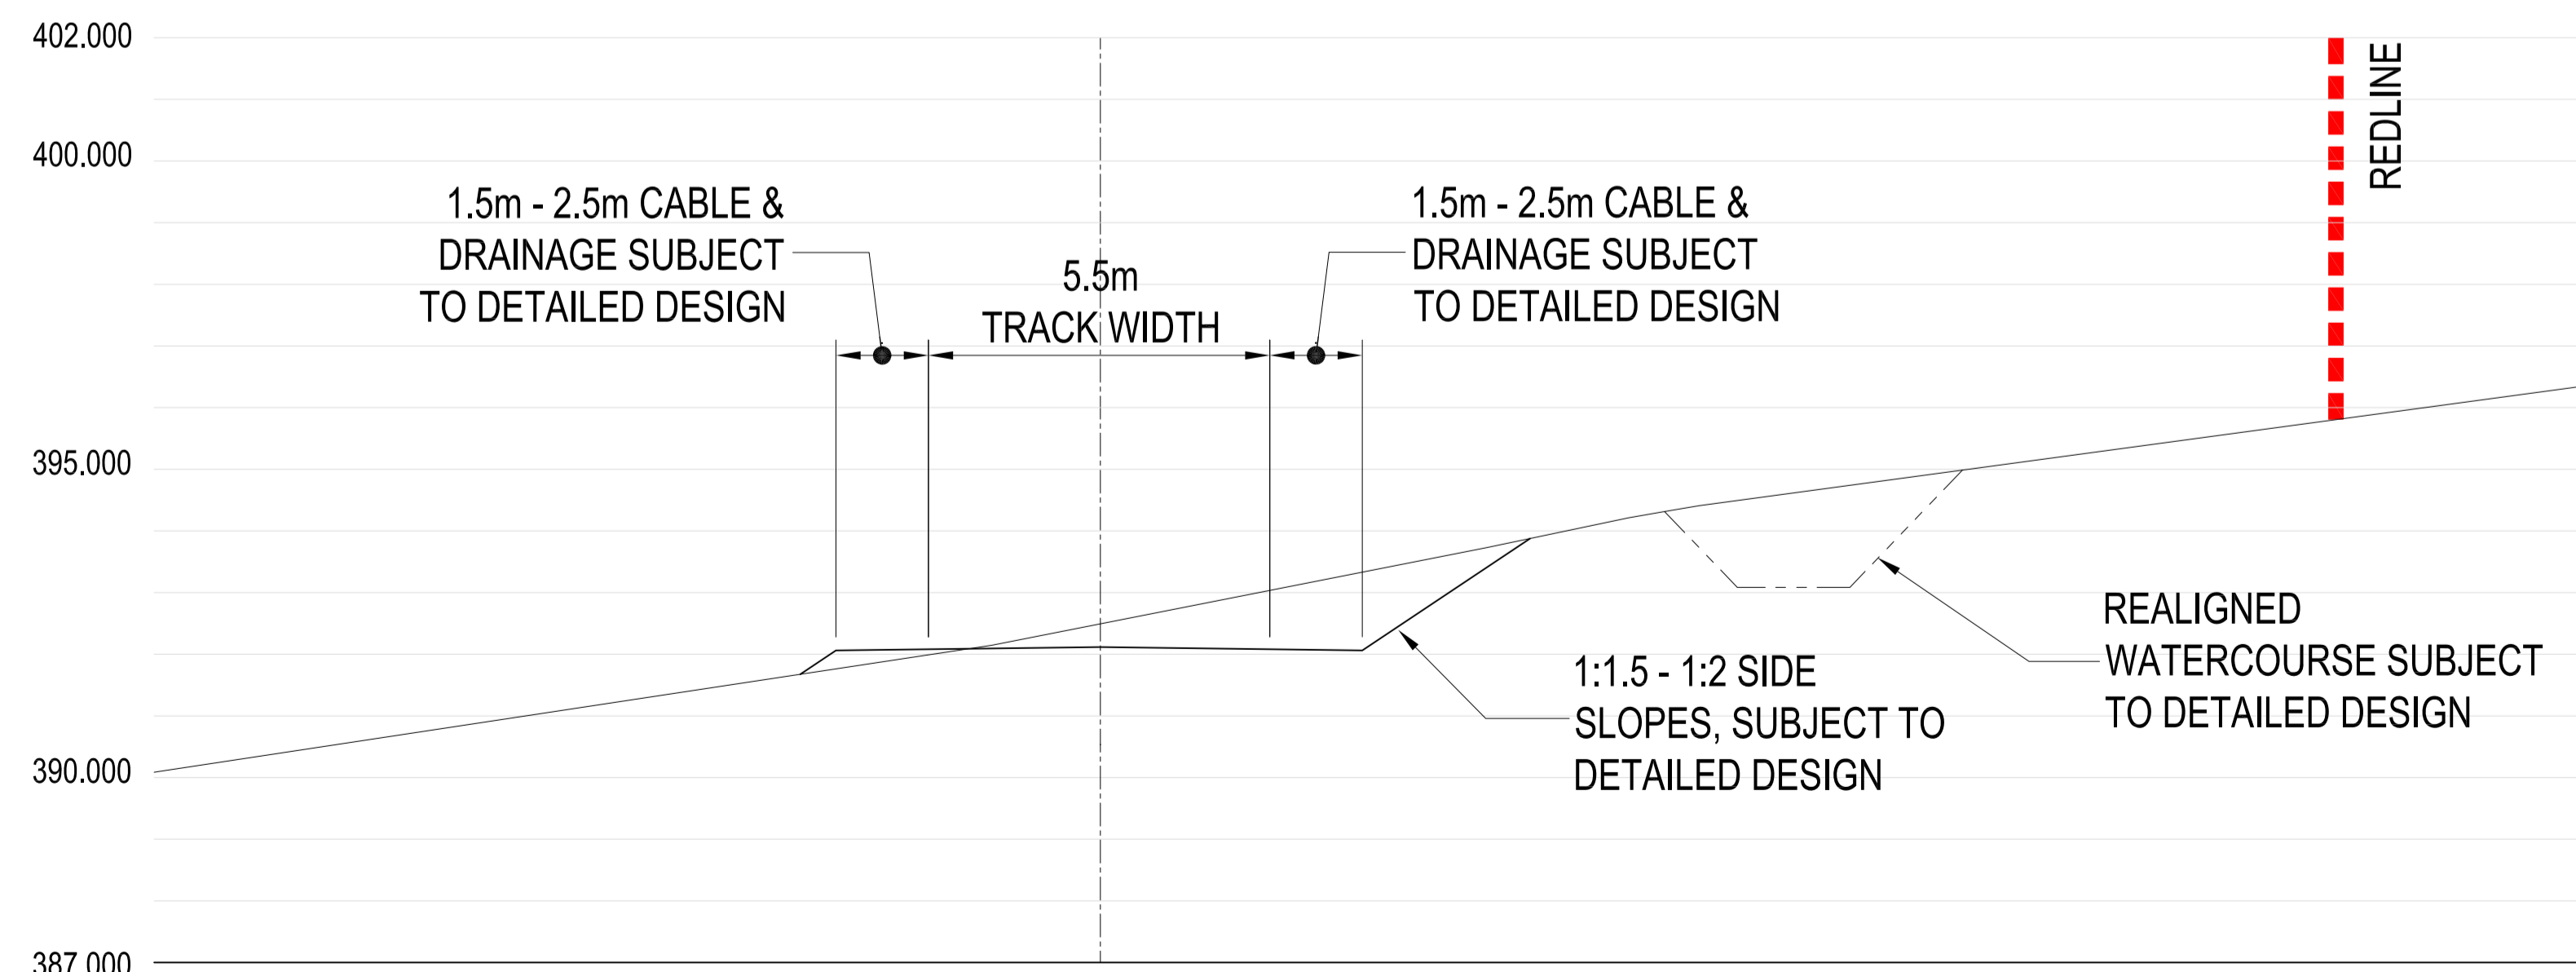 402.000
400.000
395.000
390.000
387.000
1.5m - 2.5m CABLE &
DRAINAGE SUBJECT
TO DETAILED DESIGN
5.5m
TRACK WIDTH
1.5m - 2.5m CABLE &
DRAINAGE SUBJECT
TO DETAILED DESIGN
REDLINE
1:1.5 - 1:2 SIDE
SLOPES, SUBJECT TO
DETAILED DESIGN
REALIGNED
WATERCOURSE SUBJECT
TO DETAILED DESIGN